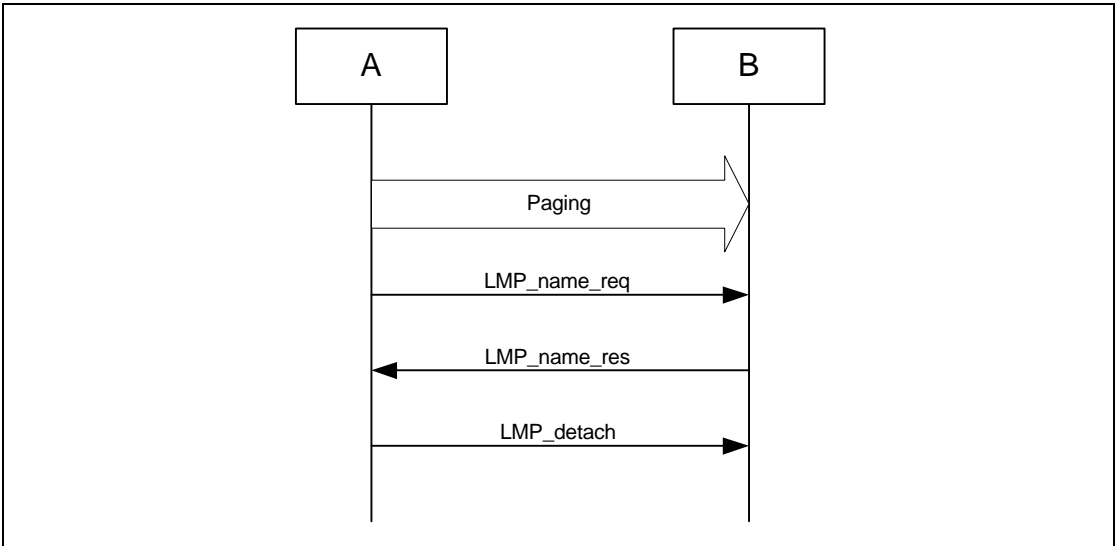 A
B
Paging
LMP_name_req
LMP_name_res
LMP_detach